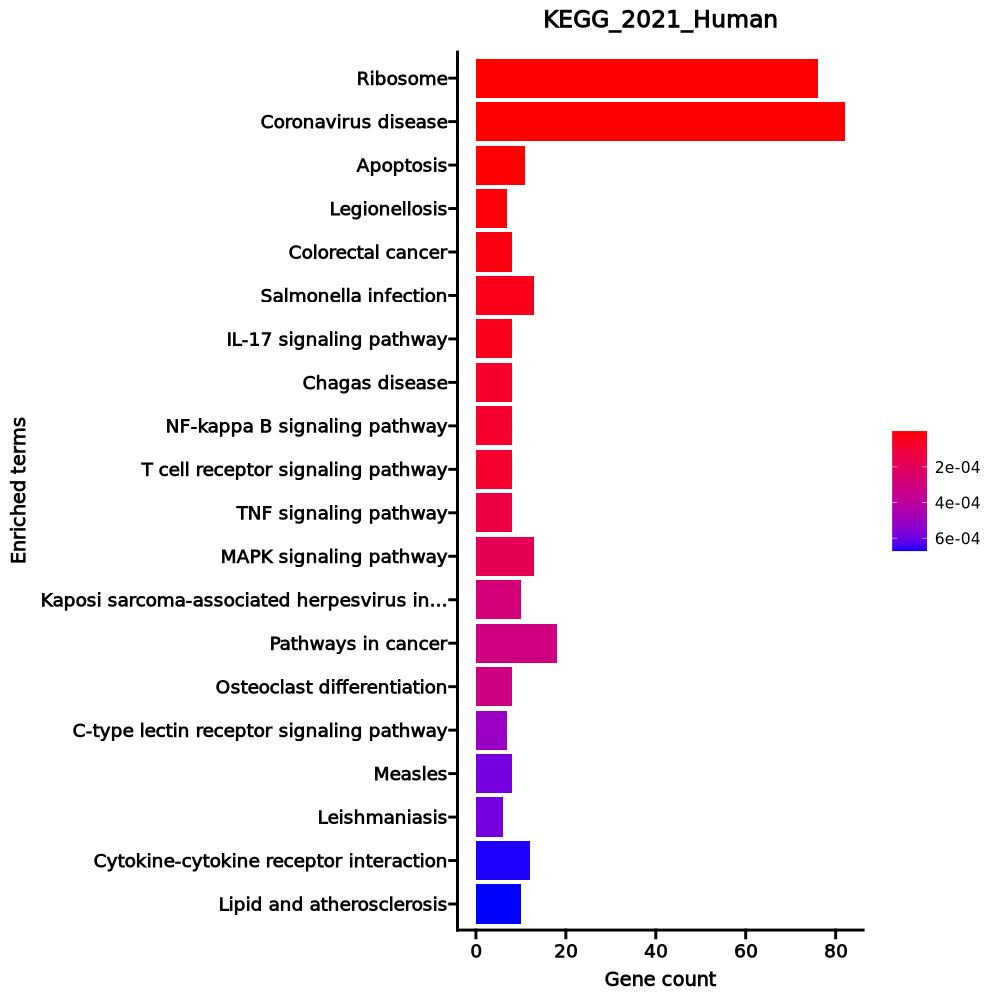 KEGG_2021_Human
Ribosome
Coronavirus disease
Apoptosis
Legionellosis
Colorectal cancer
Salmonella infection
IL-17 signaling pathway
Chagas disease
NF-kappa B signaling pathway
T cell receptor signaling pathway
TNF signaling pathway
MAPK signaling pathway
Kaposi sarcoma-associated herpesvirus in...
Pathways in cancer
Osteoclast differentiation
C-type lectin receptor signaling pathway
Measles
Leishmaniasis
Cytokine-cytokine receptor interaction
Lipid and atherosclerosis
Enriched terms
0 20 40 60 80
Gene count
2e-04
4e-04
6e-04